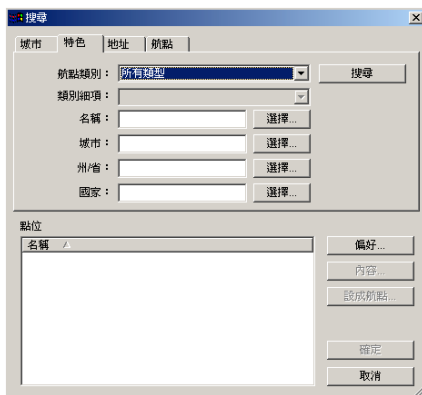 搜尋
城市 特色 地址 航點
航點類別： 所有類型 搜尋
類別細項：
名稱： 選擇...
城市： 選擇...
州/省： 選擇...
國家： 選擇...
點位
名稱 偏好...
內容...
設成航點...
確定
取消